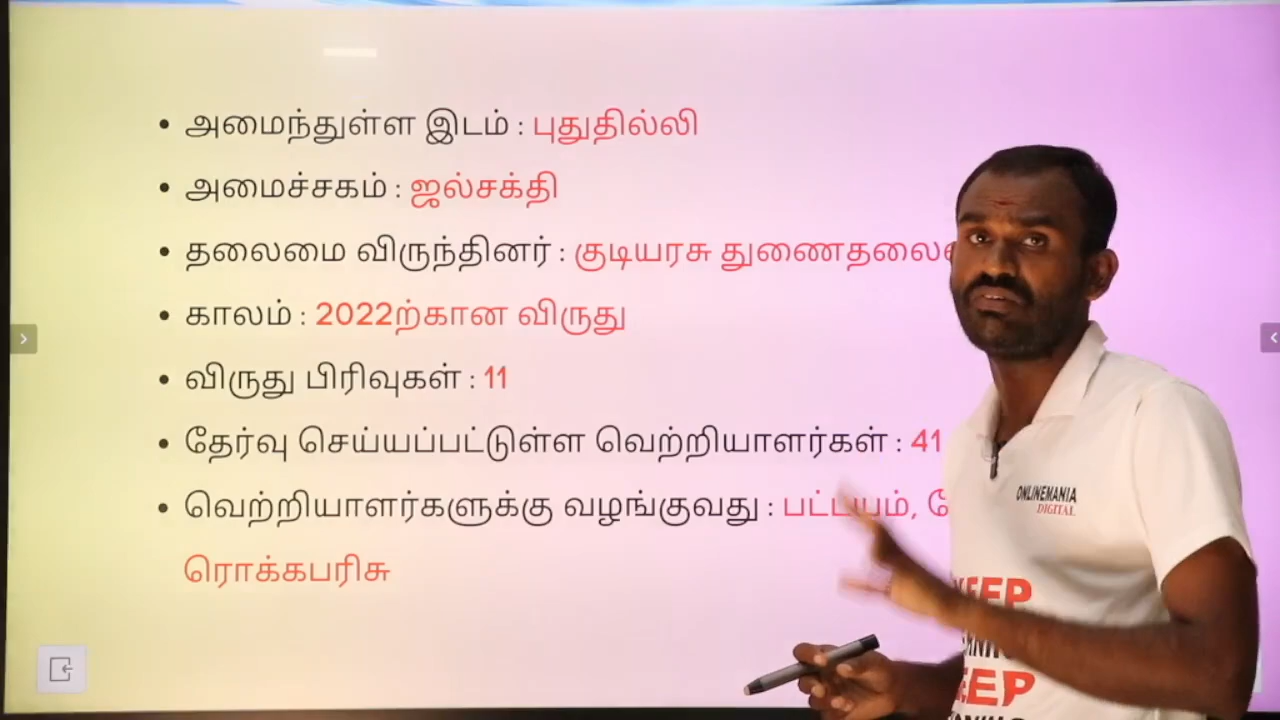 • அமைந்துள்ள இடம் : புதுதில்லி
• அமைச்சகம் : ஜல்சக்தி
• தலைமை விருந்தினர் : குடியரசு
• காலம் : 2022ற்கான விருது
• விருது பிரிவுகள் : 11
• தேர்வு செய்யப்பட்டுள்ள வெற்றியாளர்கள் : 41
• வெற்றியாளர்களுக்கு வழங்குவது : பட்டயம்,
ரொக்கபரிசு
ONLINEMANIA
DIGITAL